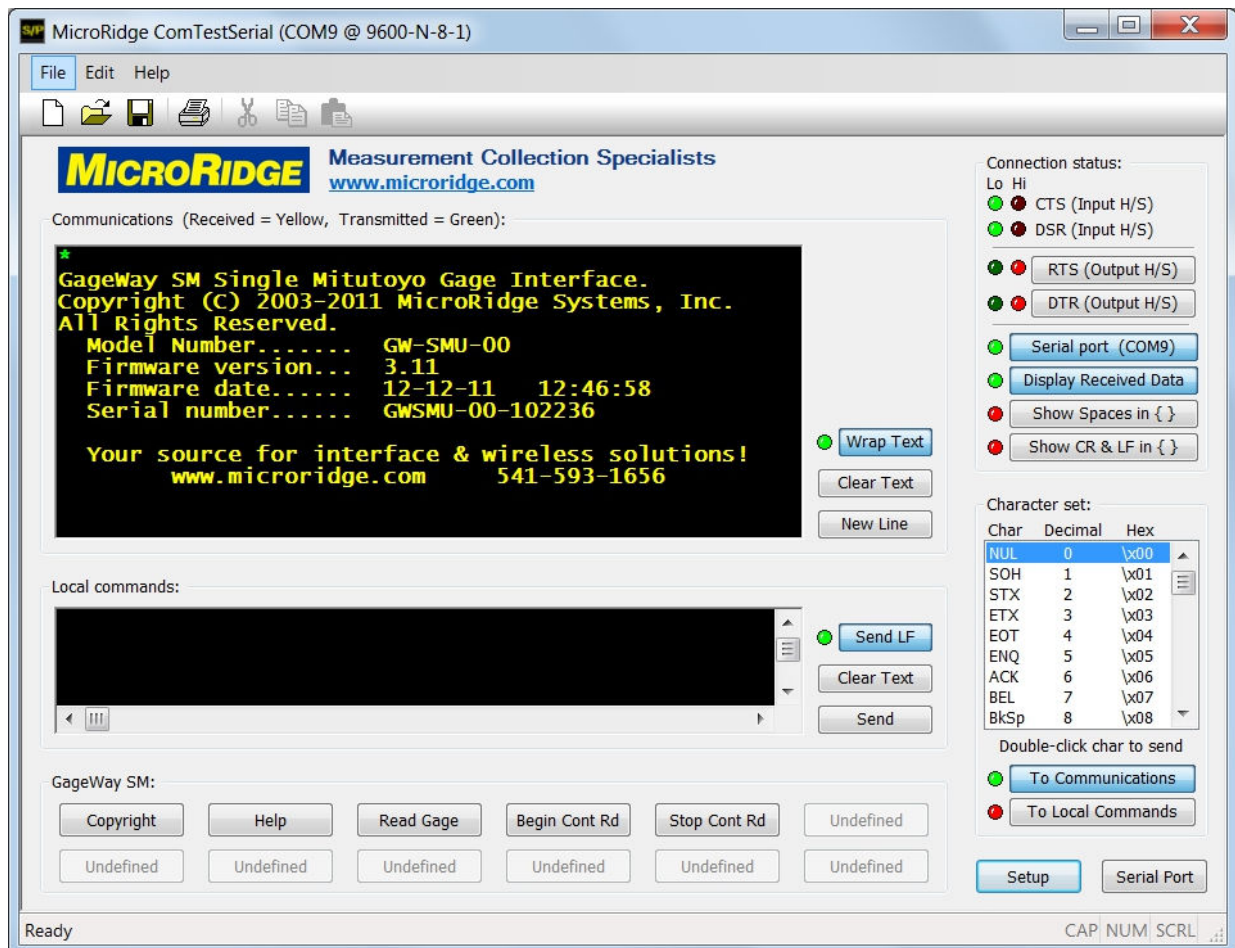 S/P MicroRidge ComTestSerial (COM9 @ 9600-N-8-1)
File Edit Help
MICRORIDGE
Measurement Collection Specialists
www.microridge.com
Communications (Received = Yellow, Transmitted = Green):
*
GageWay SM Single Mitutoyo Gage Interface.
Copyright (C) 2003-2011 MicroRidge Systems, Inc.
All Rights Reserved.
Model Number....... GW-SMU-00
Firmware version... 3.11
Firmware date...... 12-12-11 12:46:58
Serial number...... GWSMU-00-102236
Your source for interface & wireless solutions!
www.microridge.com 541-593-1656
Wrap Text
Clear Text
New Line
Local commands:
Send LF
Clear Text
Send
GageWay SM:
Copyright Help Read Gage Begin Cont Rd Stop Cont Rd Undefined
Undefined Undefined Undefined Undefined Undefined Undefined
Connection status:
Lo Hi
CTS (Input H/S)
DSR (Input H/S)
RTS (Output H/S)
DTR (Output H/S)
Serial port (COM9)
Display Received Data
Show Spaces in { }
Show CR & LF in { }
Character set:
Char Decimal Hex
NUL 0 \x00
SOH 1 \x01
STX 2 \x02
ETX 3 \x03
EOT 4 \x04
ENQ 5 \x05
ACK 6 \x06
BEL 7 \x07
BkSp 8 \x08
Double-click char to send
To Communications
To Local Commands
Setup Serial Port
Ready CAP NUM SCRL